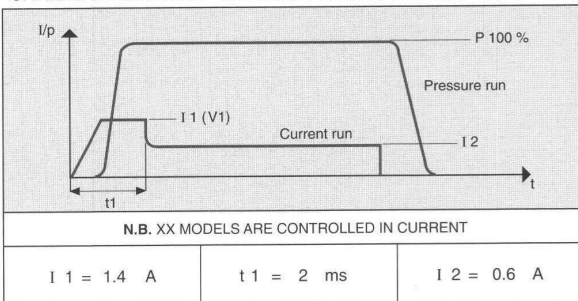 I/p
P 100 %
Pressure run
I 1 (V1)
Current run
I 2
t
t1
N.B. XX MODELS ARE CONTROLLED IN CURRENT
I 1 = 1.4 A
t 1 = 2 ms
I 2 = 0.6 A